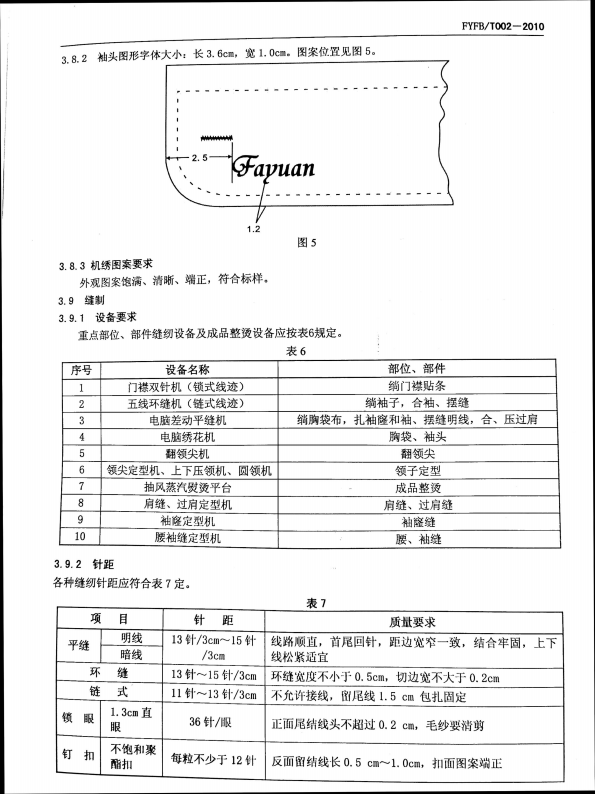 FYFB/T002－2010
3.8.2 袖头图形字体大小：长 3.6cm，宽 1.0cm。图案位置见图 5。
2.5
Fayuan
1.2
图 5
3.8.3 机绣图案要求
外观图案饱满、清晰、端正，符合标样。
3.9 缝制
3.9.1 设备要求
重点部位、部件缝纫设备及成品整烫设备应按表6规定。
表 6
序号 设备名称 部位、部件
1 门襟双针机（锁式线迹） 绱门襟贴条
2 五线环缝机（链式线迹） 绱袖子，合袖、摆缝
3 电脑差动平缝机 绱胸袋布，扎袖窿和袖、摆缝明线，合、压过肩
4 电脑绣花机 胸袋、袖头
5 翻领尖机 翻领尖
6 领尖定型机、上下压领机、圆领机 领子定型
7 抽风蒸汽熨烫平台 成品整烫
8 肩缝、过肩定型机 肩缝、过肩缝
9 袖窿定型机 袖窿缝
10 腰袖缝定型机 腰、袖缝
3.9.2 针距
各种缝纫针距应符合表 7 定。
表 7
项 目 针 距 质量要求
平缝 明线 13 针/3cm～15 针 线路顺直，首尾回针，距边宽窄一致，结合牢固，上下
暗线 /3cm 线松紧适宜
环 缝 13 针～15 针/3cm 环缝宽度不小于 0.5cm，切边宽不大于 0.2cm
链 式 11 针～13 针/3cm 不允许接线，留尾线 1.5 cm 包扎固定
锁 眼 1.3cm 直 36 针/眼 正面尾结线头不超过 0.2 cm，毛纱要清剪
眼
钉 扣 不饱和聚 每粒不少于 12 针 反面留结线长 0.5 cm～1.0cm，扣面图案端正
酯扣